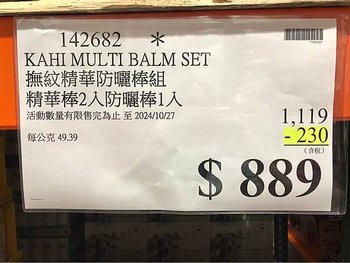 142682 *
KAHI MULTI BALM SET
撫紋精華防曬棒組
精華棒2入防曬棒1入
活動數量有限售完為止 至 2024/10/27
1,119
每公克 49.39
-230
(含稅)
$ 889